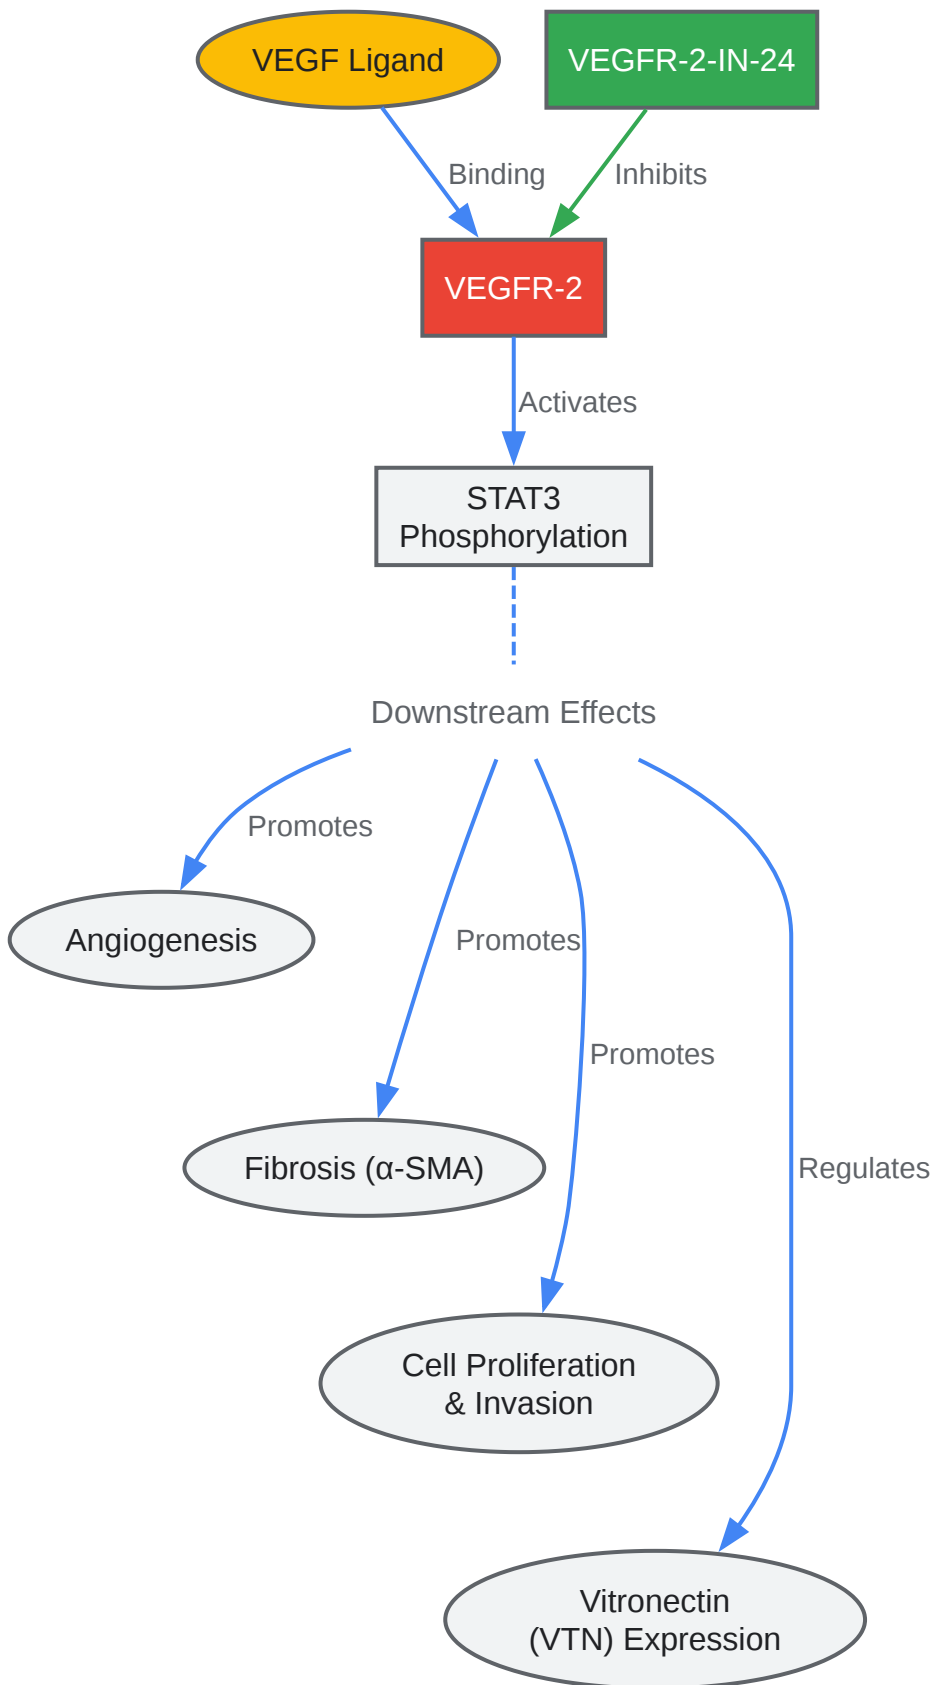 VEGF Ligand
VEGFR-2-IN-24
Binding
Inhibits
VEGFR-2
Activates
STAT3
Phosphorylation
Downstream Effects
Promotes
Angiogenesis
Promotes
Promotes
Fibrosis (α-SMA)
Regulates
Cell Proliferation
& Invasion
Vitronectin
(VTN) Expression